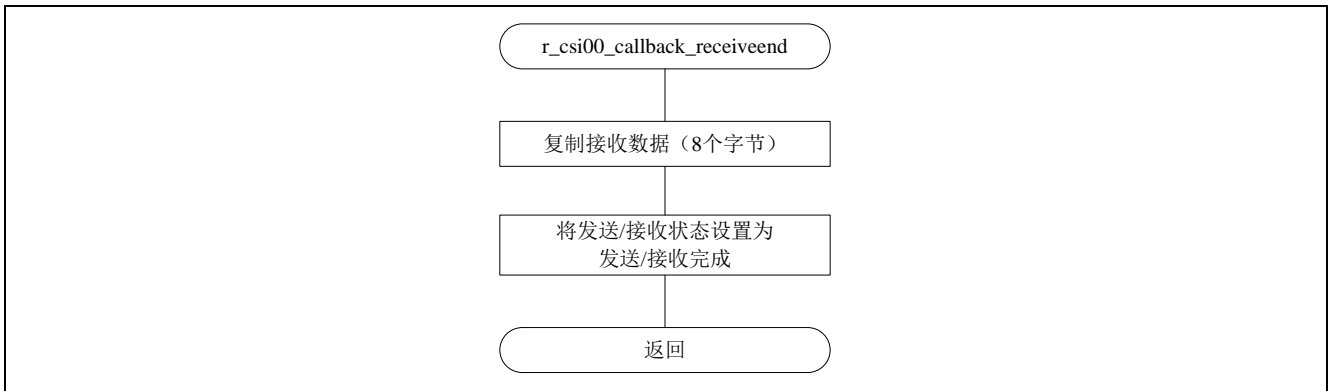 r_csi00_callback_receiveend
复制接收数据（8个字节）
将发送/接收状态设置为
发送/接收完成
返回